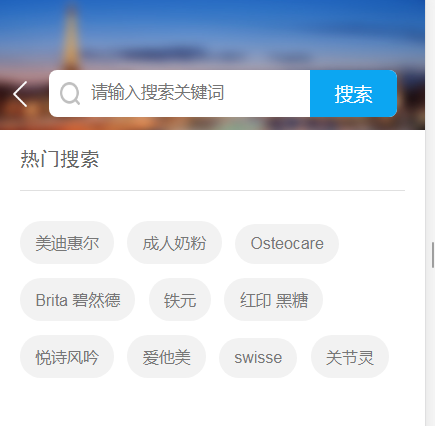 请输入搜索关键词 搜索
热门搜索
美迪惠尔 成人奶粉 Osteocare
Brita 碧然德 铁元 红印 黑糖
悦诗风吟 爱他美 swisse 关节灵